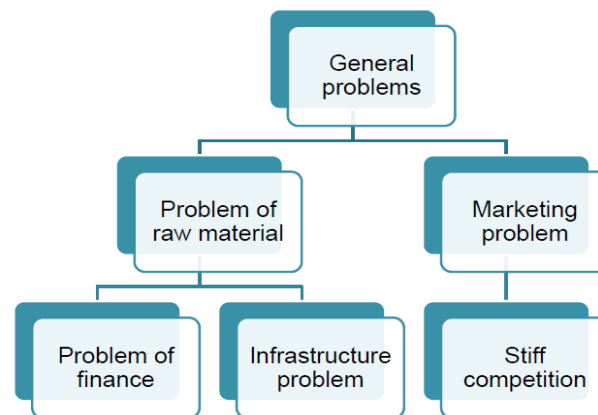 General
problems
Problem of
raw material
Marketing
problem
Problem of
finance
Infrastructure
problem
Stiff
competition